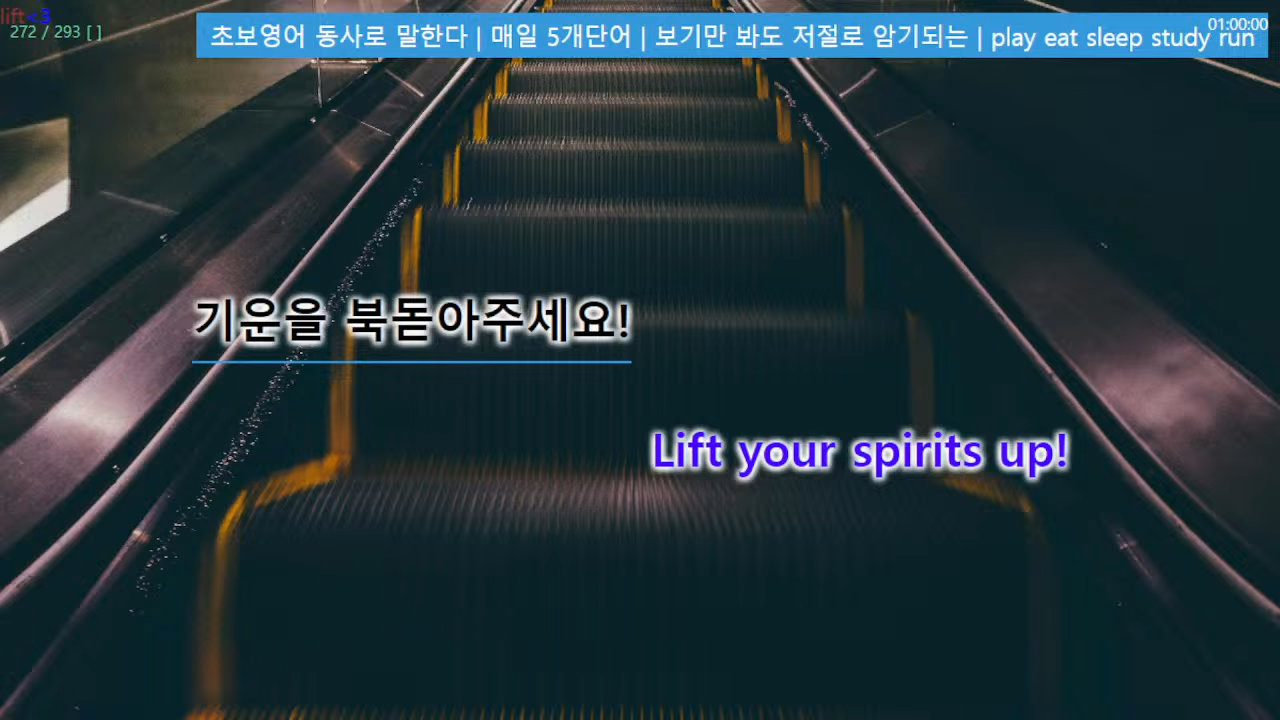 lift<3
272 / 293 [ ]
01:00:00
초보영어 동사로 말한다 | 매일 5개단어 | 보기만 봐도 저절로 암기되는 | play eat sleep study run
기운을 북돋아주세요!
Lift your spirits up!